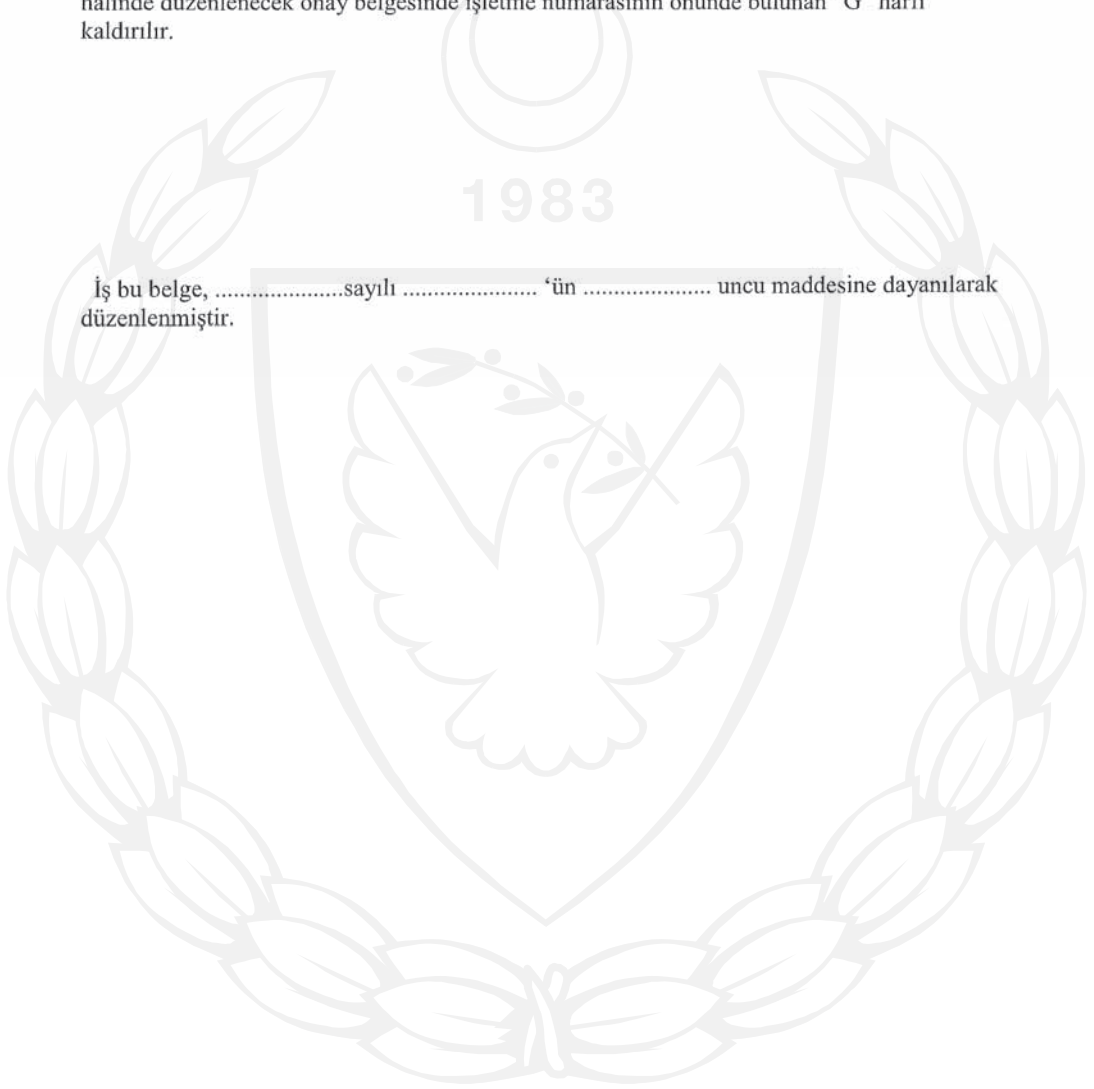 halinde düzenlenecek onay belgesinde işletme numarasının önünde bulunan "G" harfi
kaldırılır.
1983
İş bu belge, .....................sayılı ...................... ‘ün ..................... uncu maddesine dayanılarak
düzenlenmiştir.